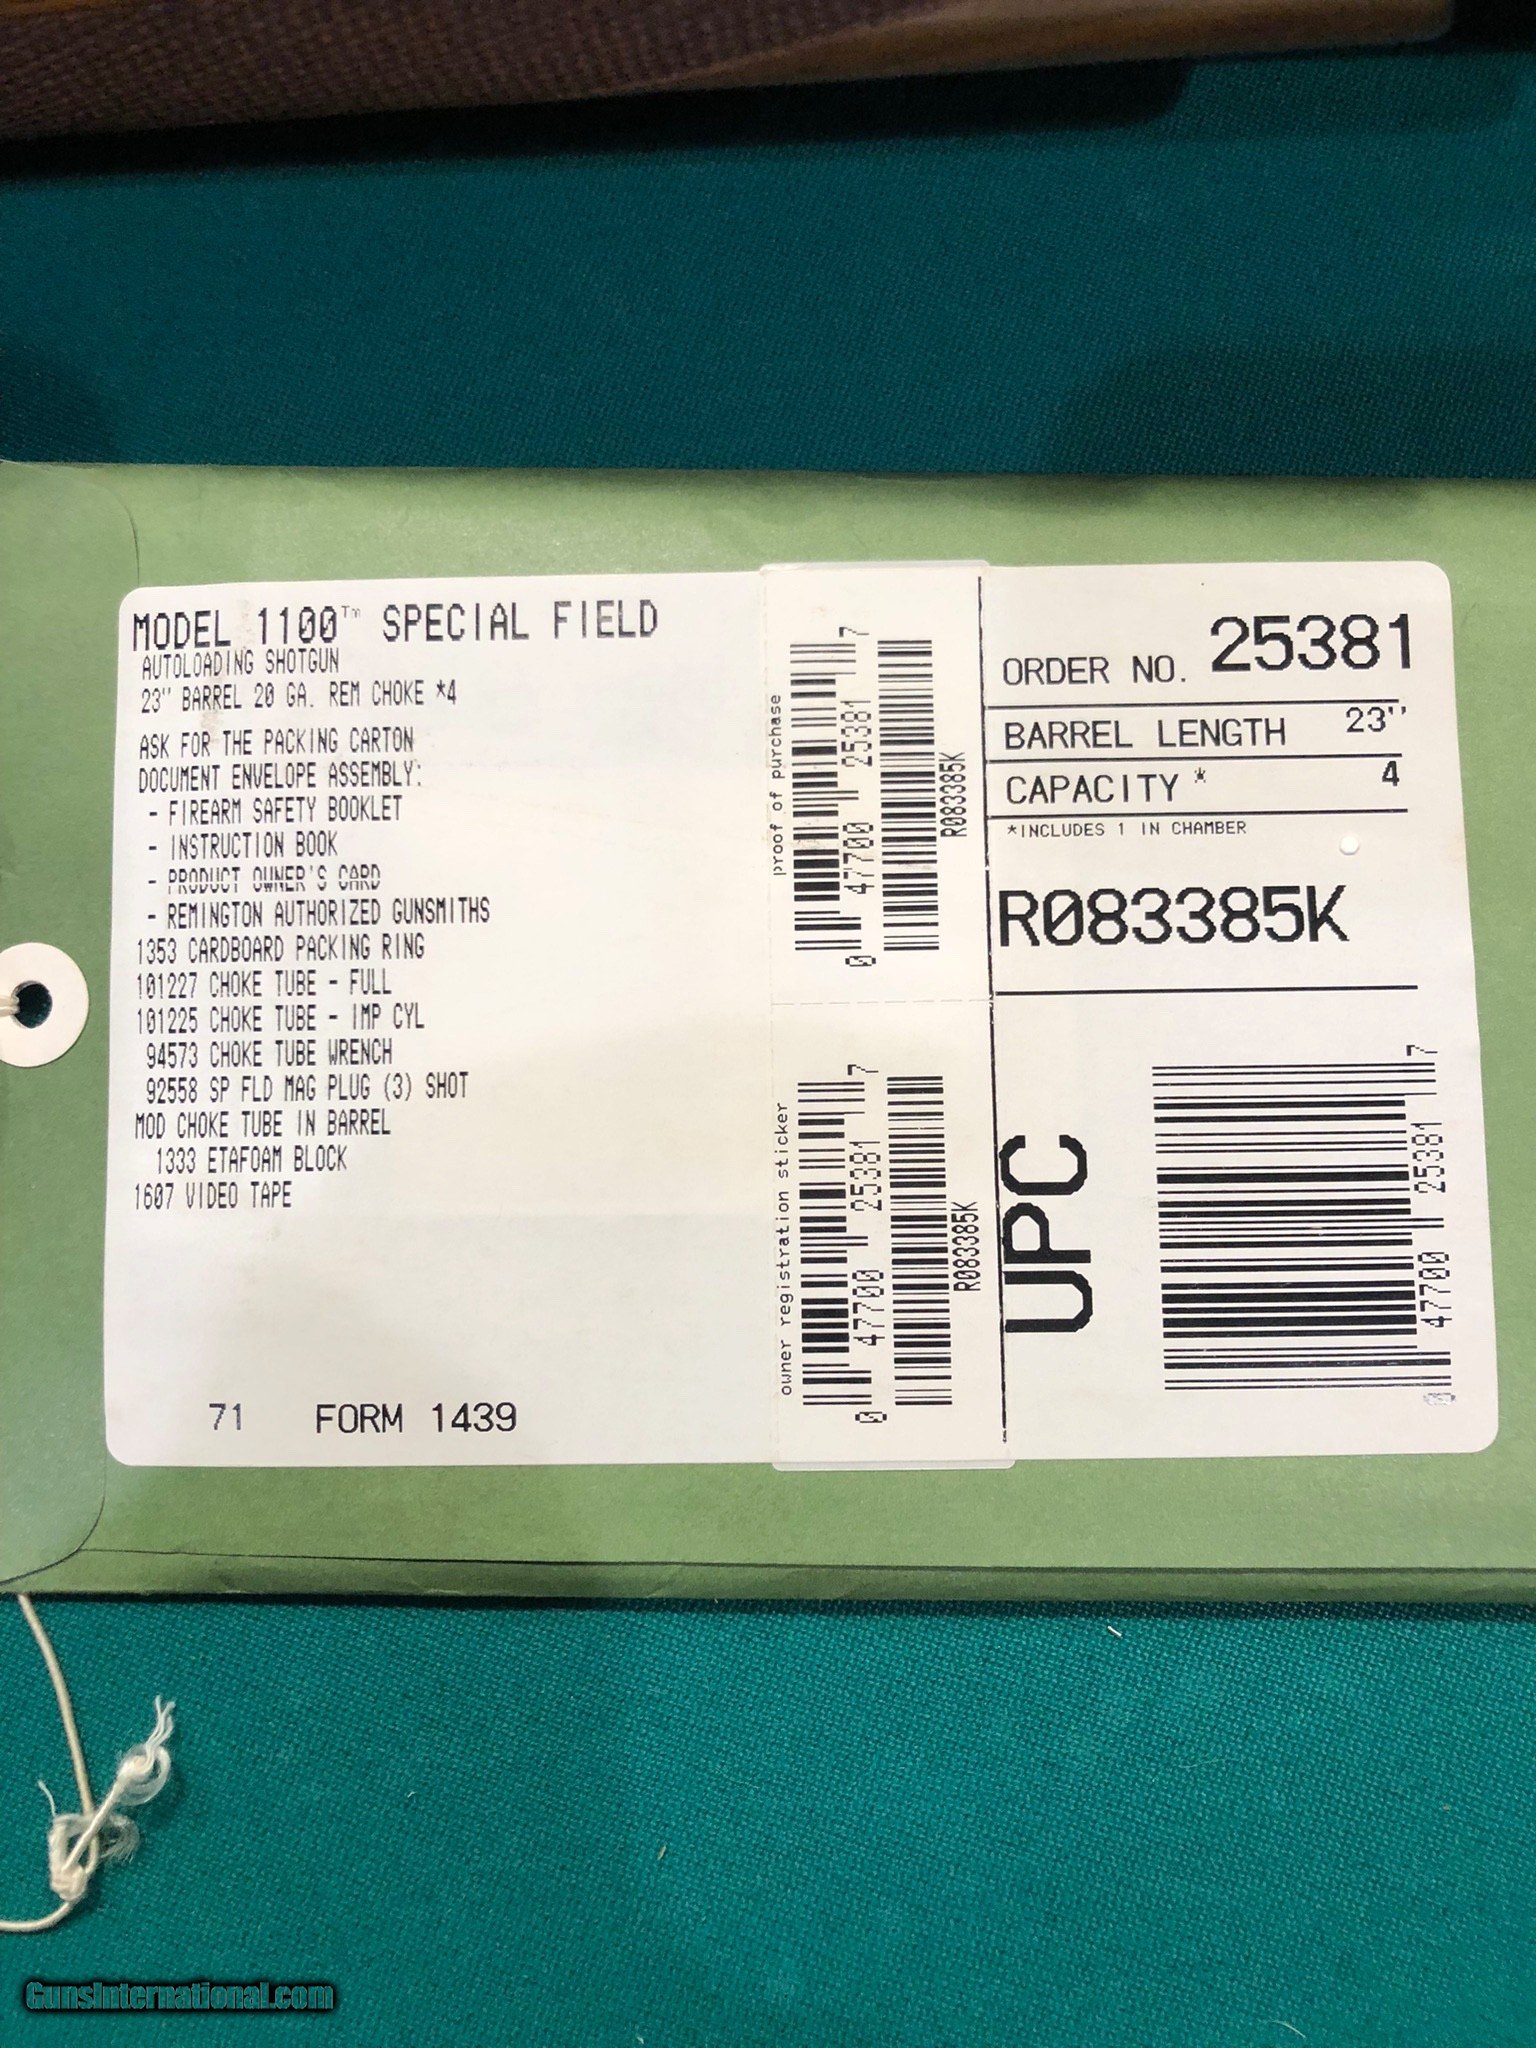 MODEL 1100™ SPECIAL FIELD
AUTOLOADING SHOTGUN
23'' BARREL 20 GA. REM CHOKE *4
ASK FOR THE PACKING CARTON
DOCUMENT ENVELOPE ASSEMBLY:
- FIREARM SAFETY BOOKLET
- INSTRUCTION BOOK
- PRODUCT OWNER'S CARD
- REMINGTON AUTHORIZED GUNSMITHS
1353 CARDBOARD PACKING RING
101227 CHOKE TUBE - FULL
101225 CHOKE TUBE - IMP CYL
94573 CHOKE TUBE WRENCH
92558 SP FLD MAG PLUG (3) SHOT
MOD CHOKE TUBE IN BARREL
1333 ETAFOAM BLOCK
1607 VIDEO TAPE
71 FORM 1439
proof of purchase
0 47700 25381 7
R083385K
owner registration sticker
0 47700 25381 7
R083385K
ORDER NO. 25381
BARREL LENGTH 23''
CAPACITY * 4
*INCLUDES 1 IN CHAMBER
R083385K
UPC
0 47700 25381 7
GunsInternational.com